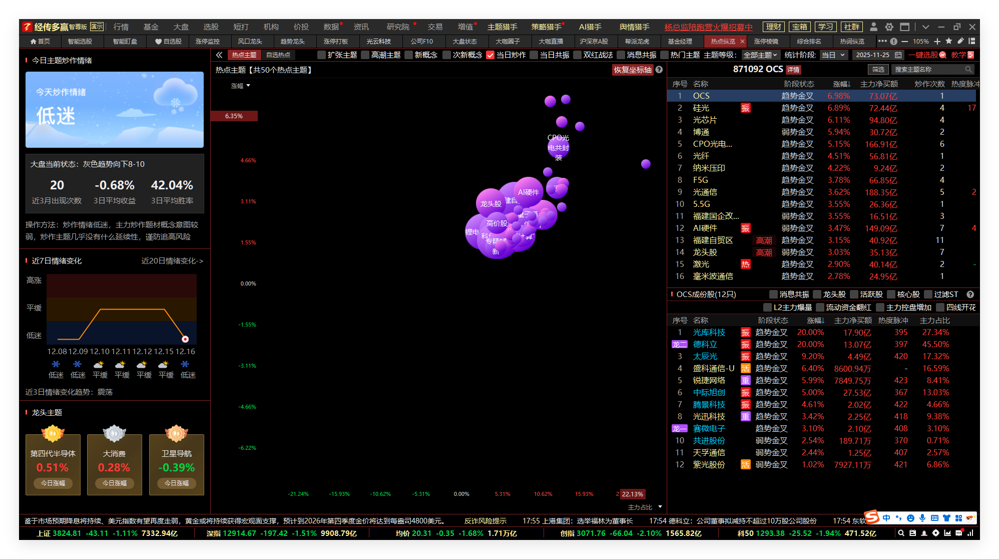 经传多赢 智尊版 演示 行情 基金 大盘 选股 短打 机构 价投 数据 资讯 研究院 交易 增值 主题猎手 策略猎手 AI猎手 舆情猎手 杨总监陪跑营火爆招募中 理财 宝箱 学习 社群
首页 智能选股 智能盯盘 自选股 涨停监控 风口龙头 趋势龙头 涨停打板 光云科技 公司F10 大盘状态 大咖圈子 大咖直播 沪深京A股 帮派龙虎 基金经理 热点纵览 涨停棱镜 综合排名 热词纵览 105%
今日主题炒作情绪
今天炒作情绪
低迷
大盘当前状态：灰色趋势向下8-10
20 -0.68% 42.04%
近3月出现次数 3日平均收益 3日平均胜率
操作方法：炒作情绪低迷，主力炒作题材概念意图较
弱，炒作主题几乎没有什么延续性，谨防追高风险
近7日情绪变化 近20日情绪变化->
高涨
平缓
低迷
12.08 12.09 12.10 12.11 12.12 12.15 12.16
低迷 低迷 平缓 平缓 平缓 平缓 低迷
近3日情绪变化趋势：震荡
龙头主题
第四代半导体 大消费 卫星导航
0.51% 0.28% -0.39%
今日涨幅 今日涨幅 今日涨幅
热点主题 自选热点 扩张主题 高潮主题 新概念 次新概念 当日炒作 当日共振 双红战法 消息共振 热门主题 主题等级： 全部主题 统计阶段: 当日 2025-11-25 一键选股 教学
热点主题【共50个热点主题】 恢复坐标轴
涨幅
6.35%
4.66%
3.11%
1.55%
0.00%
-1.55%
-3.11%
-4.66%
-6.22%
CPO光
电共封
装
AI硬件
龙头股
高价股
锂电
专精特
新
-21.24% -15.93% -10.62% -5.31% 0.00% 5.31% 10.62% 15.93% 22.13%
主力占比
871092 OCS 详情 筛选 搜索主题名称
序号 名称 阶段状态 涨幅↓ 主力净买额 炒作次数 热度脉冲
1 OCS 趋势金叉 6.98% 73.07亿 1
2 硅光 振 趋势金叉 6.89% 72.44亿 4 17
3 光芯片 趋势金叉 6.11% 94.80亿 4
4 博通 弱势金叉 5.94% 30.72亿 2
5 CPO光电... 趋势金叉 5.15% 166.91亿 6
6 光纤 趋势金叉 4.51% 56.81亿 1
7 纳米压印 趋势金叉 4.22% 9.24亿 2
8 F5G 趋势金叉 3.78% 66.85亿 4
9 光通信 趋势金叉 3.62% 188.35亿 5 2
10 5.5G 趋势金叉 3.55% 26.36亿 1
11 福建国企改... 弱势金叉 3.55% 16.51亿 3
12 AI硬件 振 弱势金叉 3.47% 149.09亿 7 4
13 福建自贸区 高潮 趋势金叉 3.15% 40.92亿 11
14 龙头股 高潮 弱势金叉 3.03% 35.13亿 7
15 激光 热 趋势金叉 2.90% 40.14亿 2 -
16 毫米波通信 趋势金叉 2.78% 24.95亿 1
OCS成份股(12只) 消息共振 龙头股 活跃股 核心股 过滤ST
L2主力爆量 流动资金翻红 主力控盘增加 四线开花
序号 名称 阶段状态 涨幅↓ 主力净买额 热度脉冲 主力占比
1 光库科技 振 趋势金叉 20.00% 17.90亿 395 27.34%
龙二 德科立 振 趋势金叉 20.00% 13.07亿 397 45.50%
3 太辰光 振 趋势金叉 9.20% 4.49亿 420 17.32%
4 盛科通信-U 活 趋势金叉 6.40% 8600.94万 - 16.59%
5 锐捷网络 重 趋势金叉 5.99% 7849.75万 423 8.41%
6 中际旭创 振 趋势金叉 5.00% 27.53亿 367 13.03%
7 腾景科技 振 趋势金叉 4.61% 2.02亿 422 4.66%
8 光迅科技 重 趋势金叉 3.42% 2.25亿 418 9.38%
龙一 赛微电子 趋势金叉 3.10% 2.10亿 408 3.10%
10 共进股份 弱势金叉 2.54% 189.71万 370 0.71%
11 天孚通信 弱势金叉 2.44% 1.25亿 407 2.57%
12 紫光股份 活 弱势金叉 1.02% 7927.11万 421 6.86%
鉴于市场预期降息将持续、美元指数有望再度走弱，黄金或将持续获得宏观面支撑，预计到2026年第四季度金价将达到每盎司4800美元。 反诈风险提示 17:55 上港集团：选举福林为董事长 17:54 德科立：公司董事拟减持不超过10万股公司股份 17:54 东软 中
上证 3824.81 -43.11 -1.11% 7332.94亿 深指 12914.67 -197.42 -1.51% 9908.79亿 均价 20.31 -0.35 -1.68% 1.71万亿 创指 3071.76 -66.04 -2.10% 1565.82亿 科50 1293.38 -25.52 -1.94% 471.52亿